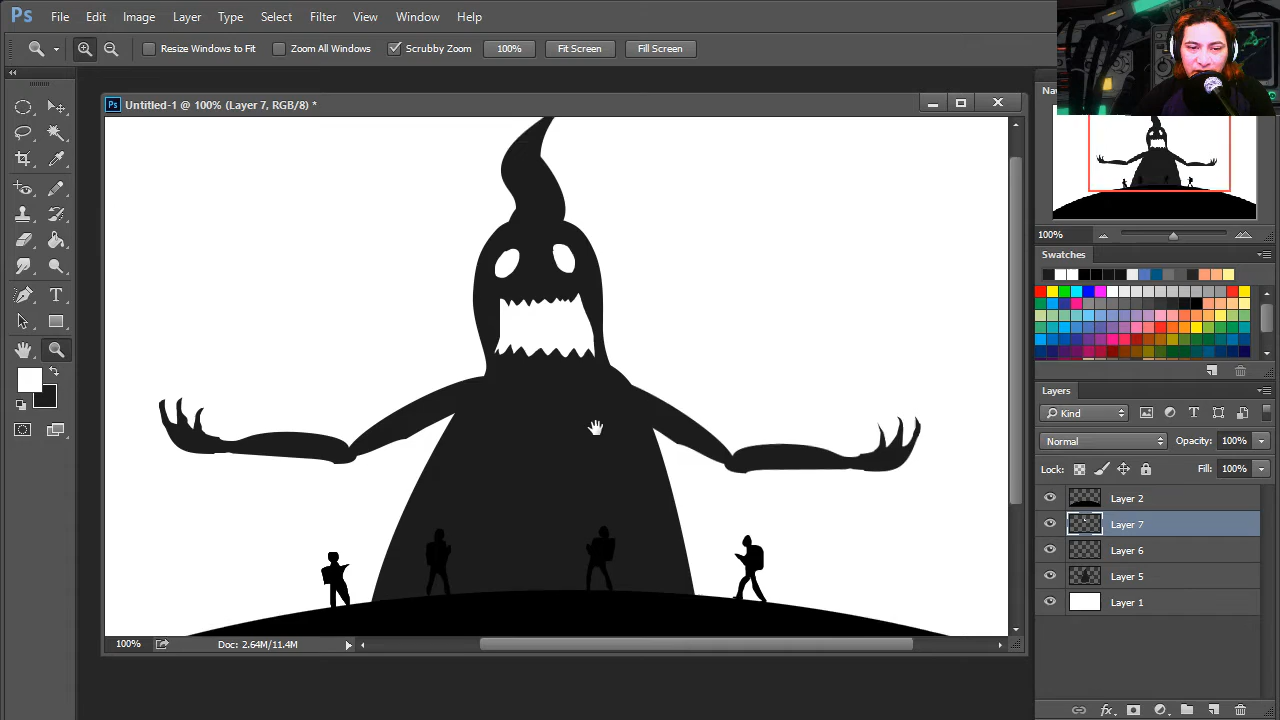 Ps File Edit Image Layer Type Select Filter View Window Help
Resize Windows to Fit Zoom All Windows Scrubby Zoom 100% Fit Screen Fill Screen
Ps Untitled-1 @ 100% (Layer 7, RGB/8) *
100%
Swatches
Layers
Kind
Normal Opacity: 100%
Lock: Fill: 100%
Layer 2
Layer 7
Layer 6
Layer 5
Layer 1
100% Doc: 2.64M/11.4M